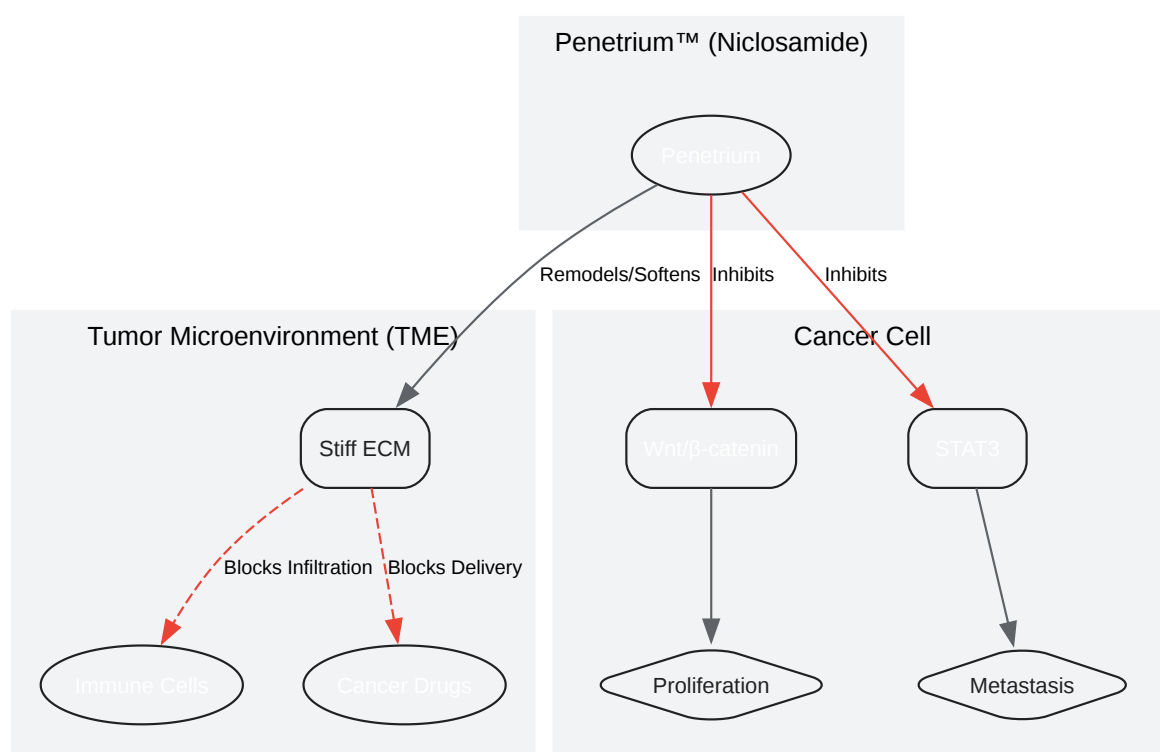 Penetrium™ (Niclosamide)
Penetrium
Remodels/Softens
Inhibits
Inhibits
Tumor Microenvironment (TME)
Cancer Cell
Stiff ECM
Wnt/β-catenin
STAT3
Blocks Infiltration
Blocks Delivery
Immune Cells
Cancer Drugs
Proliferation
Metastasis